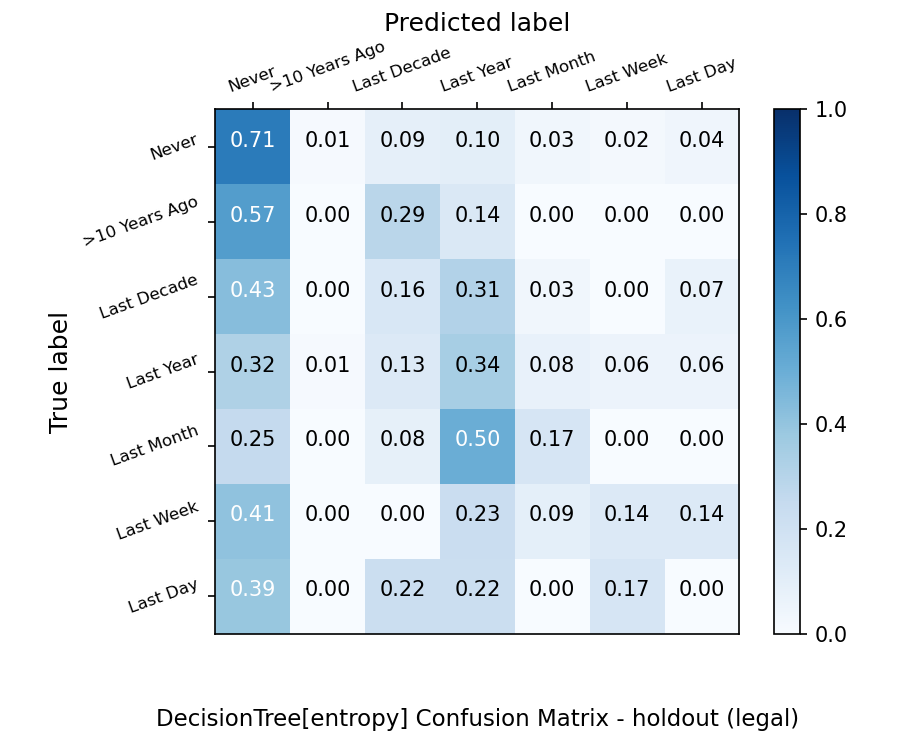 Predicted label
Never
>10 Years Ago
Last Decade
Last Year
Last Month
Last Week
Last Day
True label
Never 0.71 0.01 0.09 0.10 0.03 0.02 0.04
>10 Years Ago 0.57 0.00 0.29 0.14 0.00 0.00 0.00
Last Decade 0.43 0.00 0.16 0.31 0.03 0.00 0.07
Last Year 0.32 0.01 0.13 0.34 0.08 0.06 0.06
Last Month 0.25 0.00 0.08 0.50 0.17 0.00 0.00
Last Week 0.41 0.00 0.00 0.23 0.09 0.14 0.14
Last Day 0.39 0.00 0.22 0.22 0.00 0.17 0.00
1.0
0.8
0.6
0.4
0.2
0.0
DecisionTree[entropy] Confusion Matrix - holdout (legal)